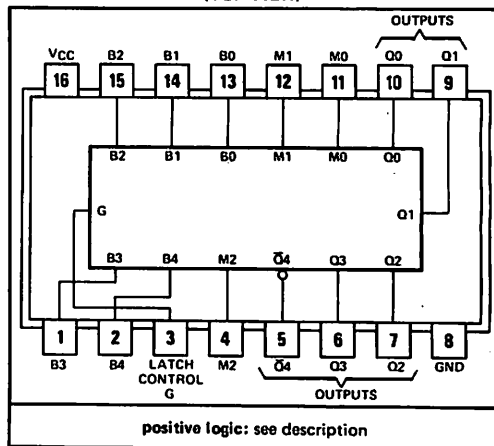 OUTPUTS
VCC B2 B1 B0 M1 M0 Q0 Q1
16 15 14 13 12 11 10 9
B2 B1 B0 M1 M0 Q0
G Q1
B3 B4 M2 Q̅4 Q3 Q2
1 2 3 4 5 6 7 8
B3 B4 LATCH M2 Q̅4 Q3 Q2 GND
CONTROL OUTPUTS
G
positive logic: see description